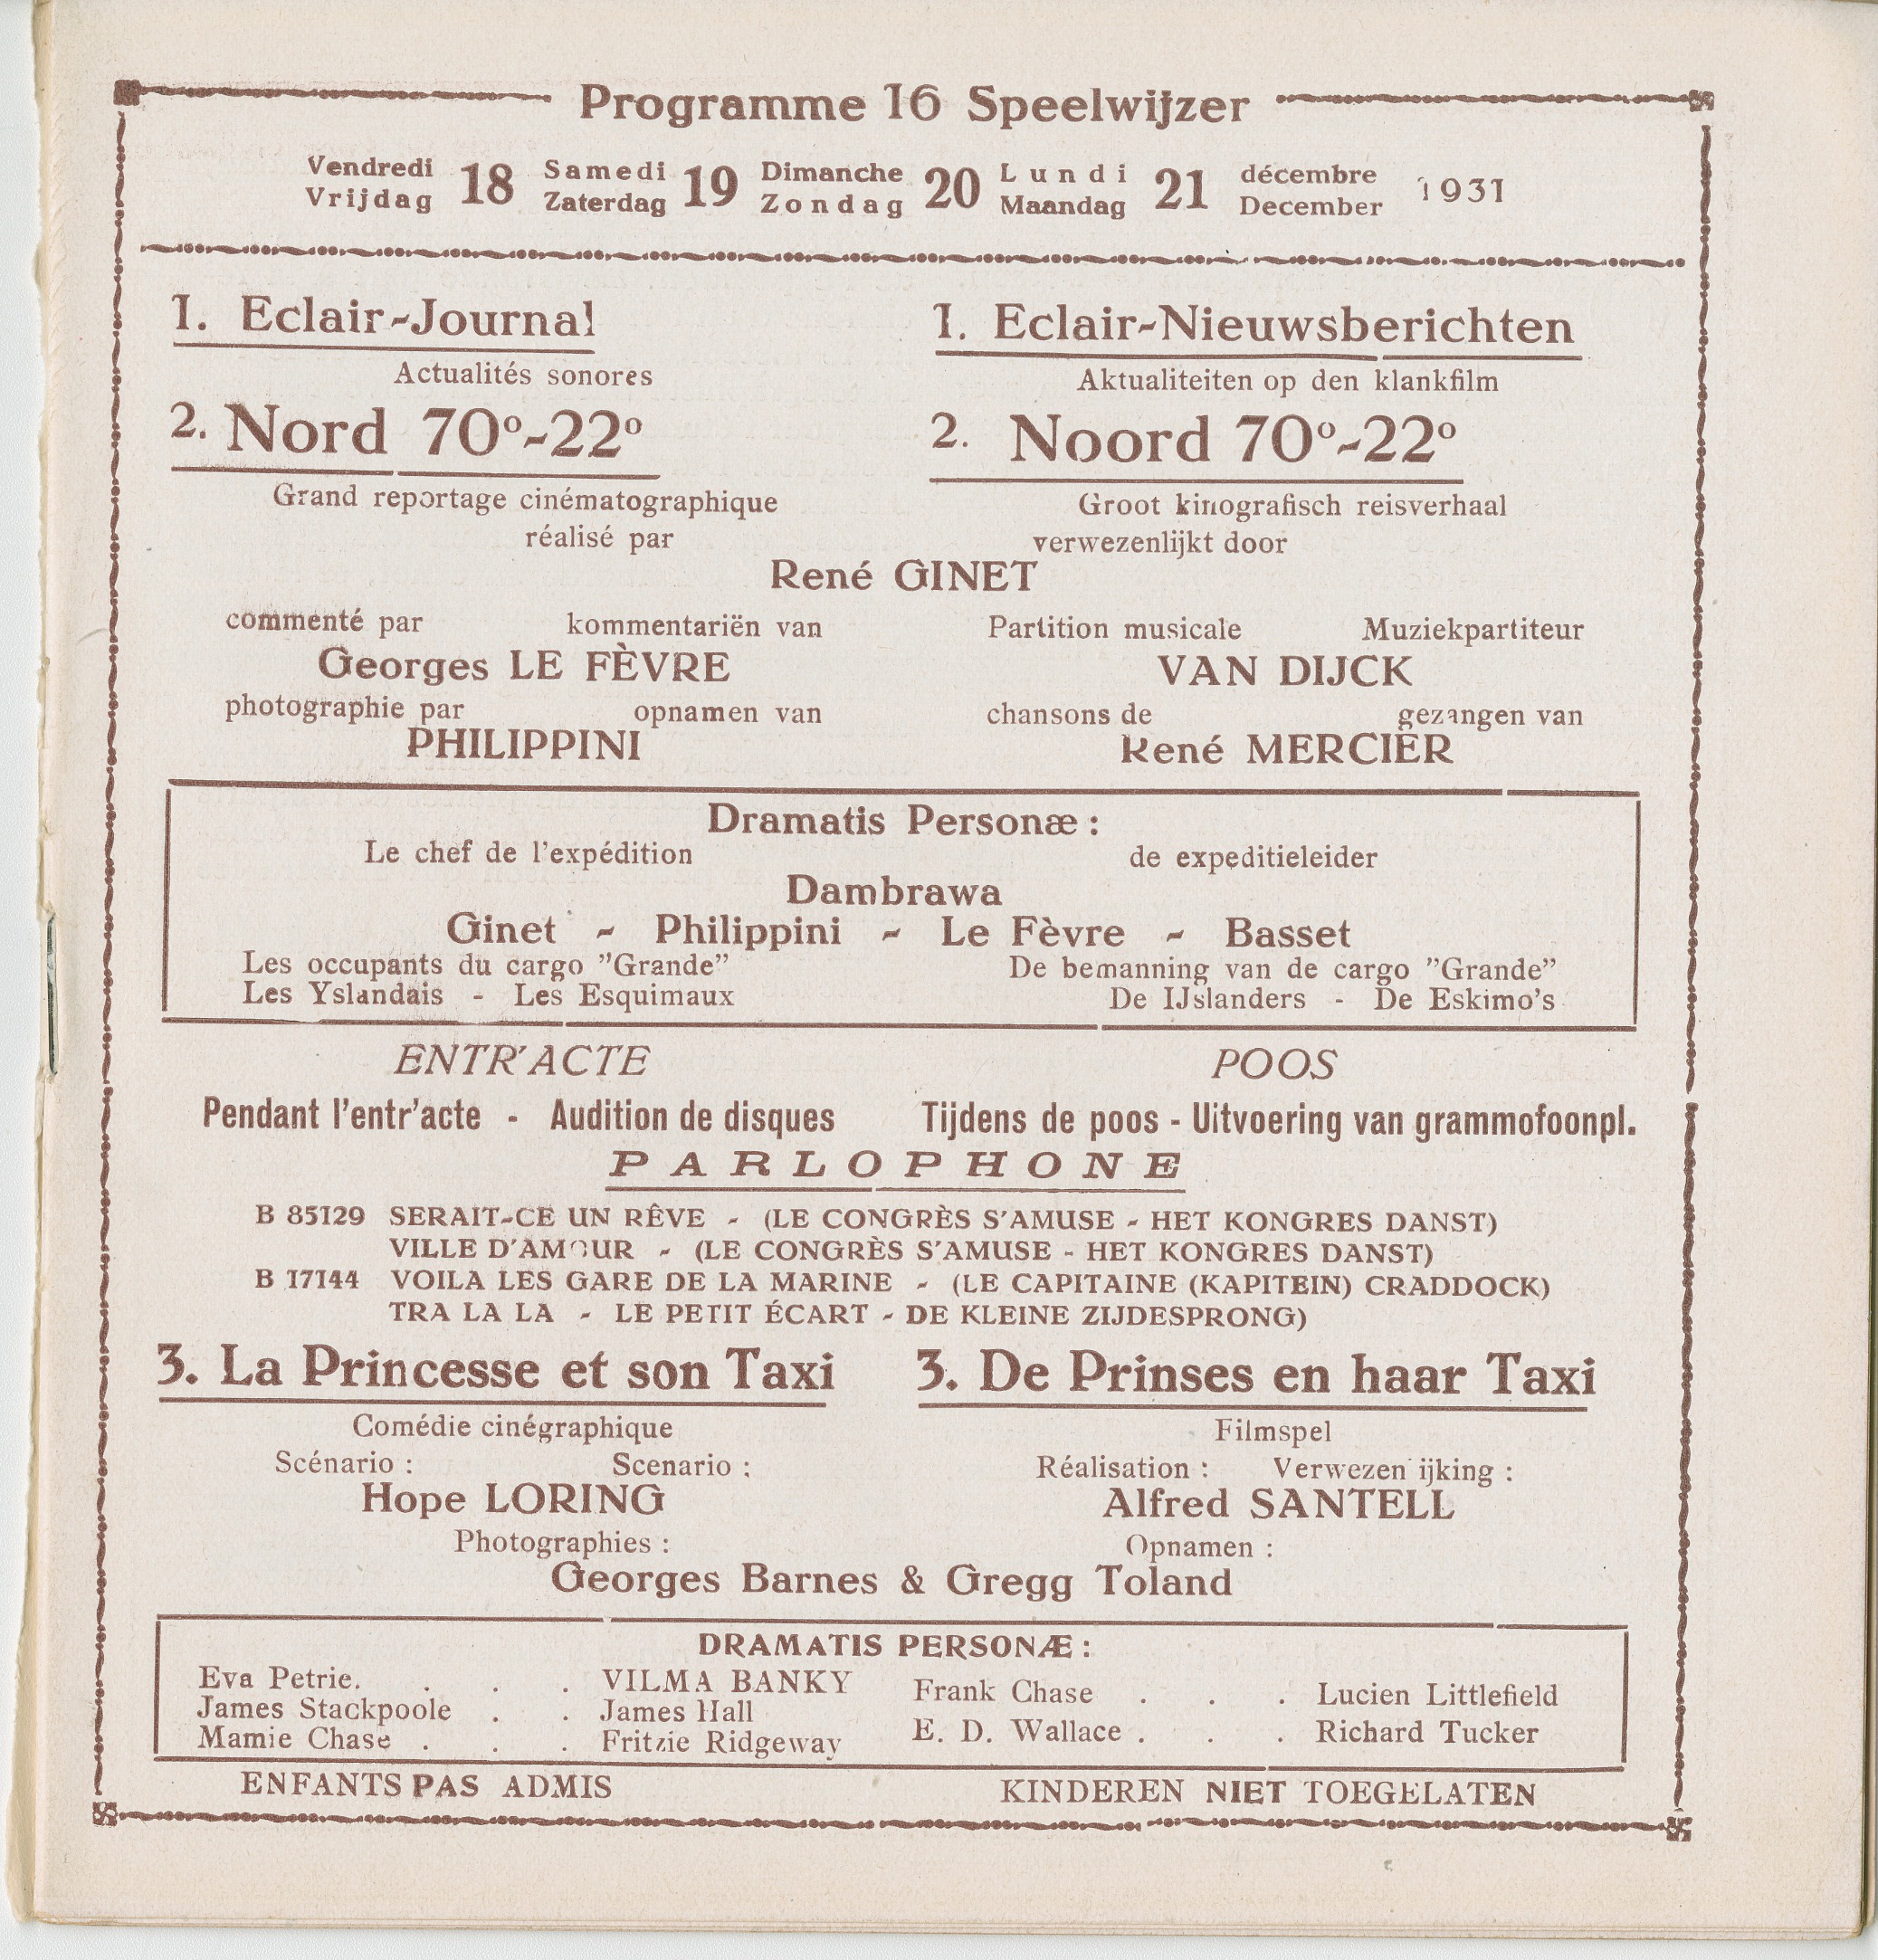 Programme 16 Speelwijzer
Vendredi 18 Samedi 19 Dimanche 20 Lundi 21 décembre 1931
Vrijdag Zaterdag Zondag Maandag December
1. Eclair-Journal
Actualités sonores
1. Eclair-Nieuwsberichten
Aktualiteiten op den klankfilm
2. Nord 70°-22°
Grand reportage cinématographique
réalisé par
2. Noord 70°-22°
Groot kinografisch reisverhaal
verwezenlijkt door
René GINET
commenté par kommentariën van
Georges LE FÈVRE
photographie par opnamen van
PHILIPPINI
Partition musicale Muziekpartiteur
VAN DIJCK
chansons de gezangen van
René MERCIER
Dramatis Personæ :
Le chef de l'expédition de expeditieleider
Dambrawa
Ginet - Philippini - Le Fèvre - Basset
Les occupants du cargo ”Grande” De bemanning van de cargo ”Grande”
Les Yslandais - Les Esquimaux De IJslanders - De Eskimo's
ENTR'ACTE POOS
Pendant l'entr'acte - Audition de disques Tijdens de poos - Uitvoering van grammofoonpl.
PARLOPHONE
B 85129 SERAIT-CE UN RÊVE - (LE CONGRÈS S'AMUSE - HET KONGRES DANST)
VILLE D'AMOUR - (LE CONGRÈS S'AMUSE - HET KONGRES DANST)
B 17144 VOILA LES GARE DE LA MARINE - (LE CAPITAINE (KAPITEIN) CRADDOCK)
TRA LA LA - LE PETIT ÉCART - DE KLEINE ZIJDESPRONG)
3. La Princesse et son Taxi
Comédie cinégraphique
Scénario : Scenario :
Hope LORING
Photographies :
3. De Prinses en haar Taxi
Filmspel
Réalisation : Verwezen ijking :
Alfred SANTELL
Opnamen :
Georges Barnes & Gregg Toland
DRAMATIS PERSONÆ :
Eva Petrie. . . . VILMA BANKY
James Stackpoole . . James Hall
Mamie Chase . . . Fritzie Ridgeway
Frank Chase . . . Lucien Littlefield
E. D. Wallace . . . Richard Tucker
ENFANTS PAS ADMIS KINDEREN NIET TOEGELATEN